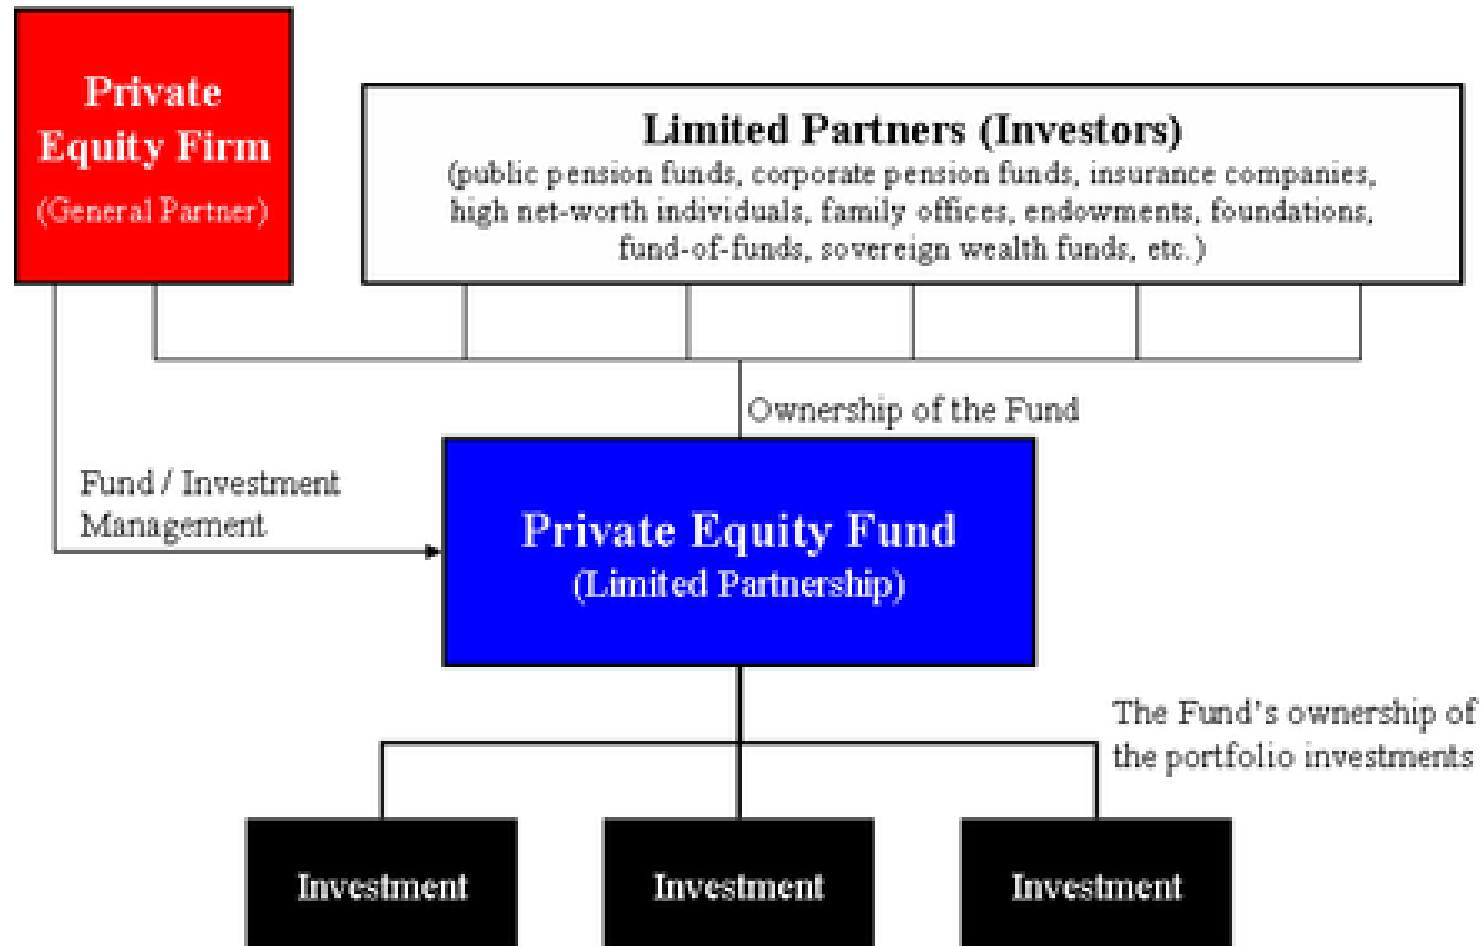 Private
Equity Firm
(General Partner)
Limited Partners (Investors)
(public pension funds, corporate pension funds, insurance companies,
high net-worth individuals, family offices, endowments, foundations,
fund-of-funds, sovereign wealth funds, etc.)
Ownership of the Fund
Fund / Investment
Management
Private Equity Fund
(Limited Partnership)
The Fund's ownership of
the portfolio investments
Investment
Investment
Investment